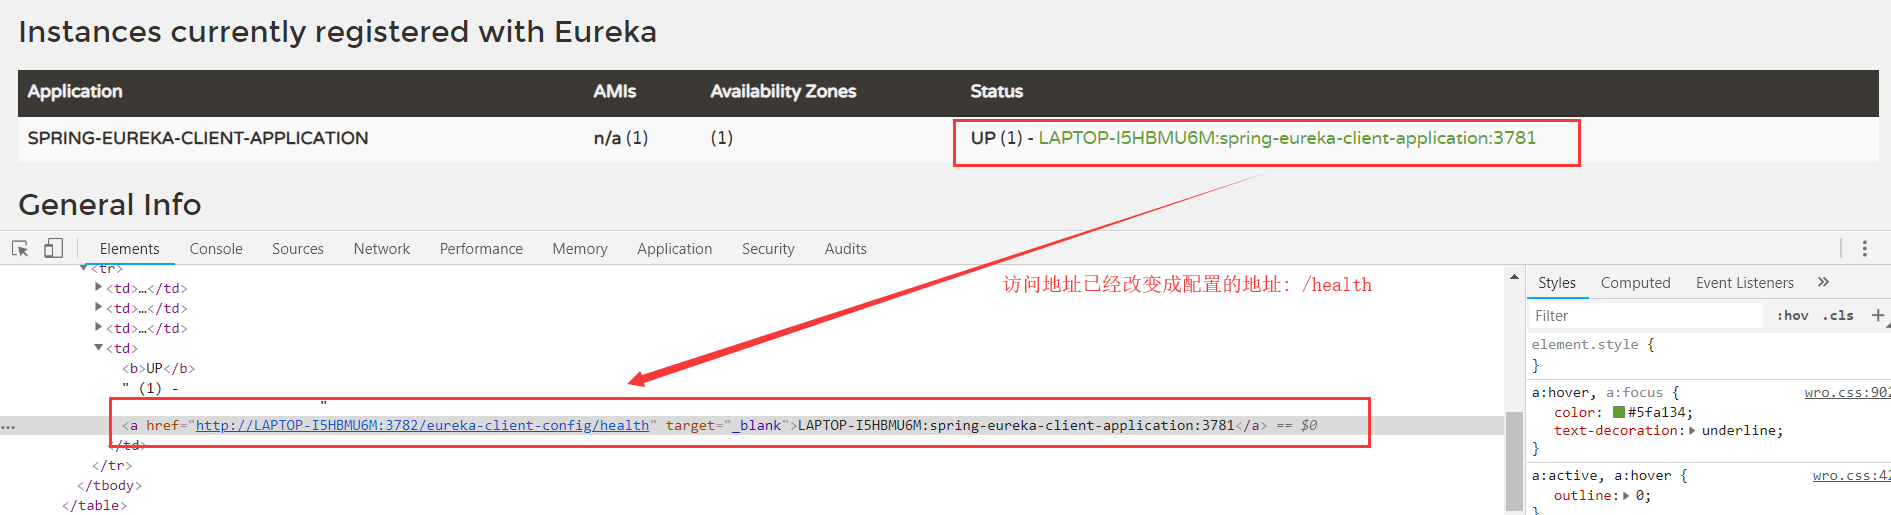 Instances currently registered with Eureka
Application AMIs Availability Zones Status
SPRING-EUREKA-CLIENT-APPLICATION n/a (1) (1) UP (1) - LAPTOP-I5HBMU6M:spring-eureka-client-application:3781
General Info
Elements Console Sources Network Performance Memory Application Security Audits
访问地址已经改变成配置的地址: /health
<tr>
<td>…</td>
<td>…</td>
<td>…</td>
<td>
<b>UP</b>
" (1) -
"
... <a href="http://LAPTOP-I5HBMU6M:3782/eureka-client-config/health" target="_blank">LAPTOP-I5HBMU6M:spring-eureka-client-application:3781</a> == $0
</td>
</tr>
</tbody>
</table>
Styles Computed Event Listeners »
Filter :hov .cls +
element.style {
}
a:hover, a:focus { wro.css:902
color: #5fa134;
text-decoration: underline;
}
a:active, a:hover { wro.css:42
outline: 0;
}